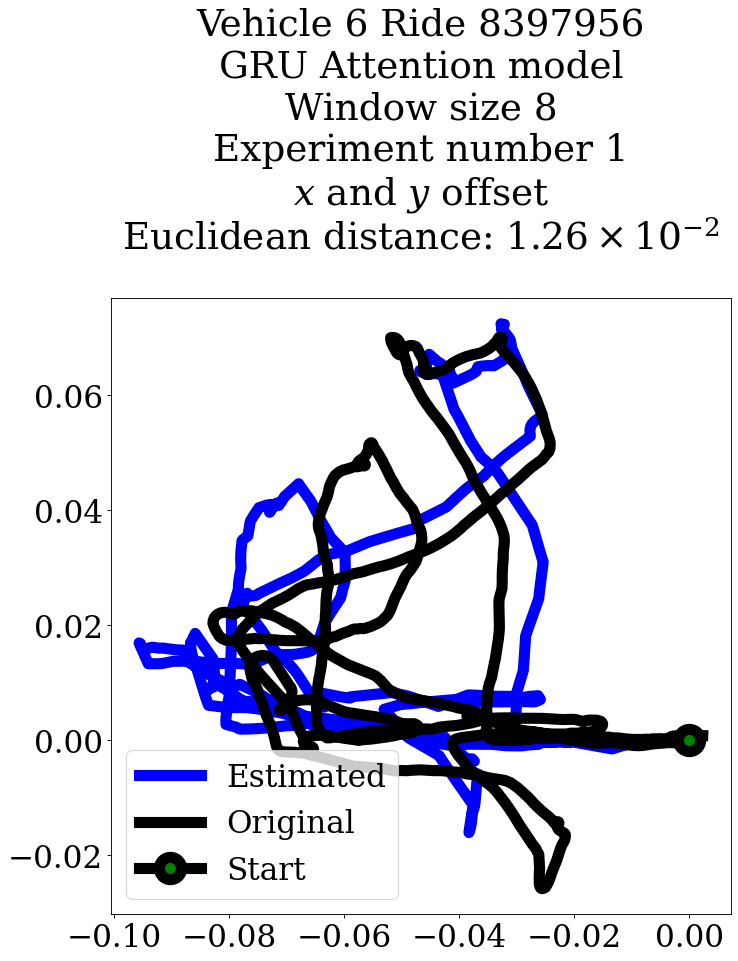 Vehicle 6 Ride 8397956
GRU Attention model
Window size 8
Experiment number 1
x and y offset
Euclidean distance: 1.26 × 10⁻²
0.06
0.04
0.02
0.00
−0.02
Estimated
Original
Start
−0.10 −0.08 −0.06 −0.04 −0.02 0.00